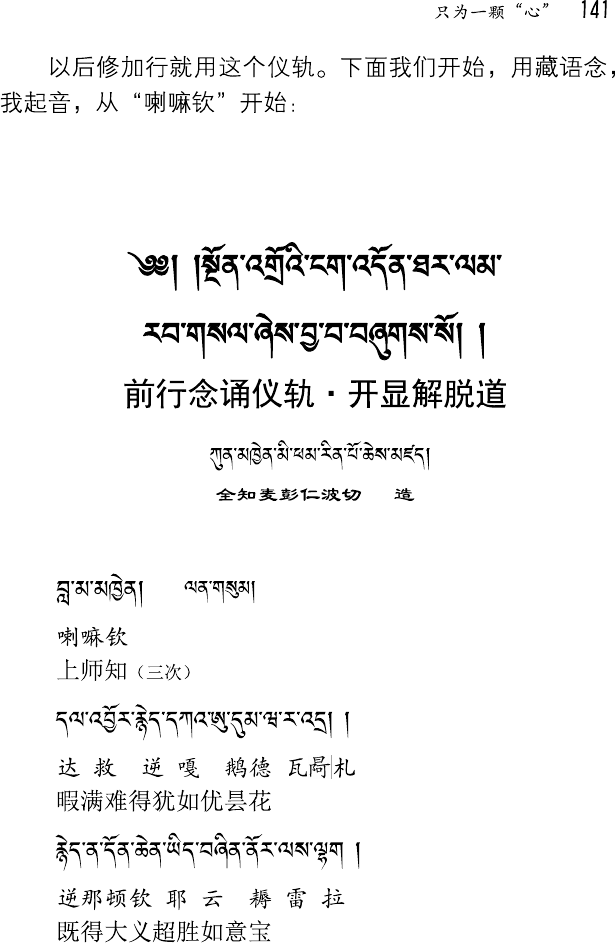 只为一颗“心” 141
以后修加行就用这个仪轨。下面我们开始，用藏语念，
我起音，从“喇嘛钦”开始：
༄༅། །སྔོན་འགྲོའི་ངག་འདོན་ཐར་ལམ་
རབ་གསལ་ཞེས་བྱ་བ་བཞུགས་སོ། །
前行念诵仪轨·开显解脱道
ཀུན་མཁྱེན་མི་ཕམ་རིན་པོ་ཆེས་མཛད།
全知麦彭仁波切 造
བླ་མ་མཁྱེན། ལན་གསུམ།
喇嘛钦
上师知（三次）
དལ་འབྱོར་རྙེད་དཀའ་ཨུ་དུམ་ཝ་ར་འདྲ། །
达 救 逆 嘎 鹅德 瓦咼札
暇满难得犹如优昙花
རྙེད་ན་དོན་ཆེན་ཡིད་བཞིན་ནོར་ལས་ལྷག །
逆那顿钦 耶 云 耨 雷 拉
既得大义超胜如意宝